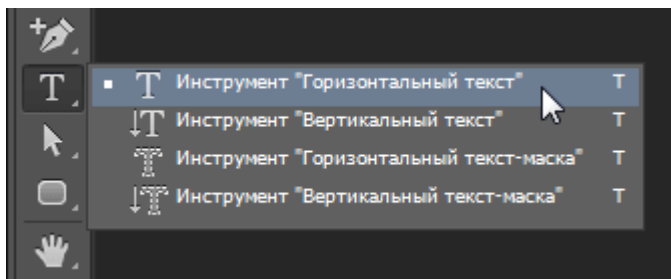 Инструмент "Горизонтальный текст" T
Инструмент "Вертикальный текст" T
Инструмент "Горизонтальный текст-маска" T
Инструмент "Вертикальный текст-маска" T